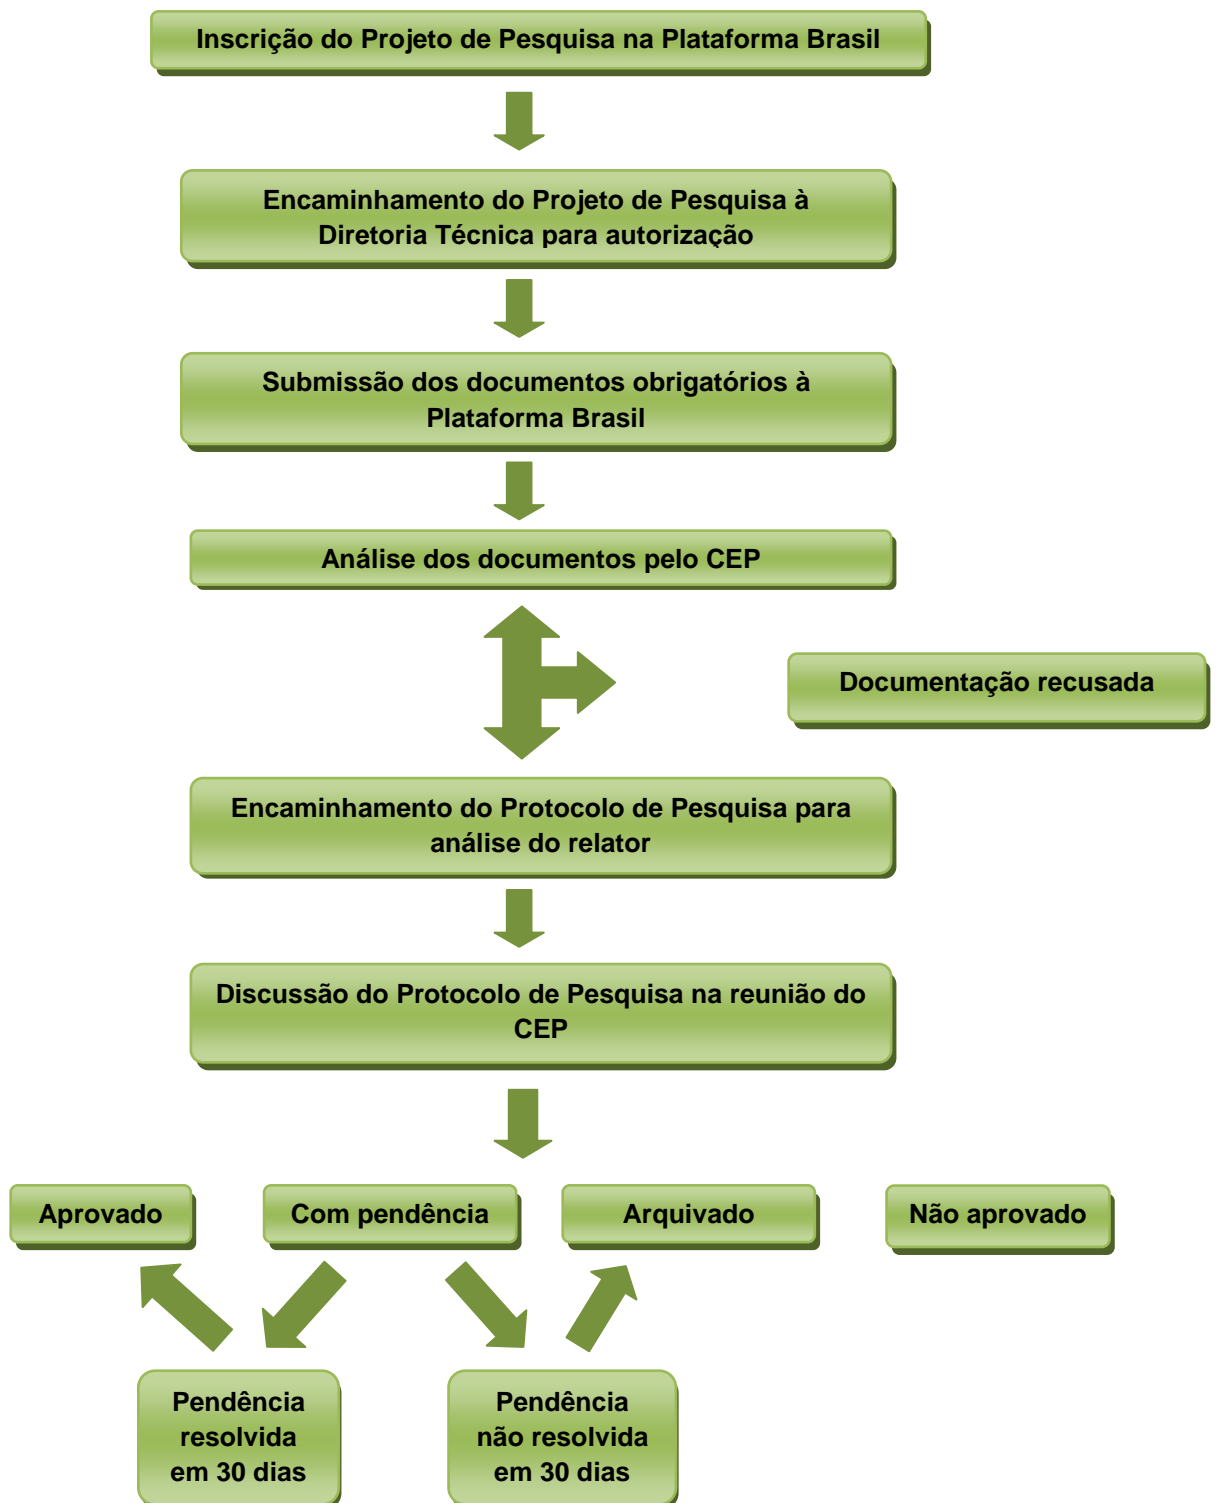 Inscrição do Projeto de Pesquisa na Plataforma Brasil
Encaminhamento do Projeto de Pesquisa à
Diretoria Técnica para autorização
Submissão dos documentos obrigatórios à
Plataforma Brasil
Análise dos documentos pelo CEP
Documentação recusada
Encaminhamento do Protocolo de Pesquisa para
análise do relator
Discussão do Protocolo de Pesquisa na reunião do
CEP
Aprovado
Com pendência
Arquivado
Não aprovado
Pendência
resolvida
em 30 dias
Pendência
não resolvida
em 30 dias